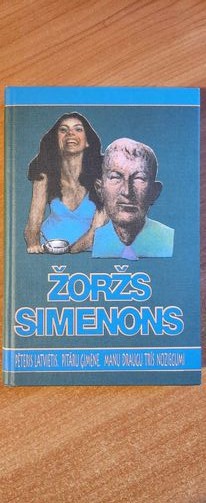 ŽORŽS
SIMENONS
PĒTERIS LATVIETIS. PITĀRU ĢIMENE. MANU DRAUGU TRĪS NOZIEGUMI